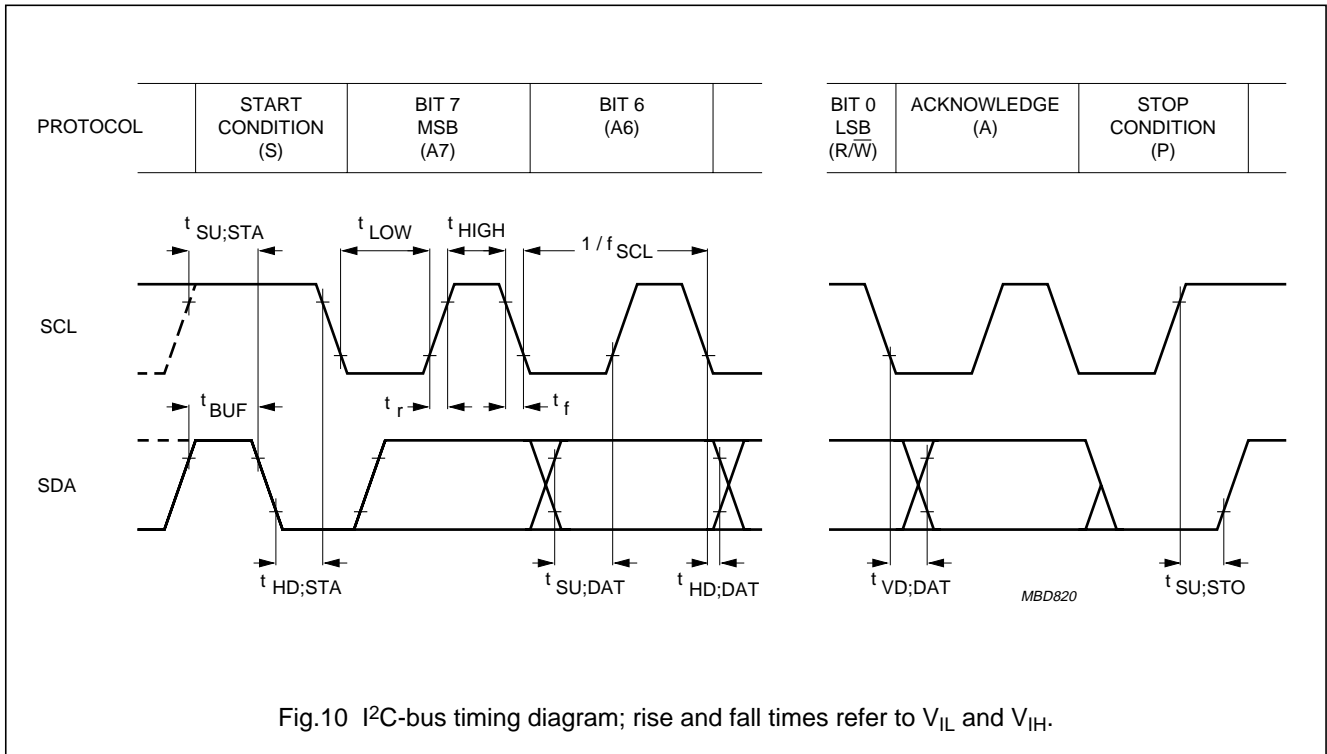 PROTOCOL
START
CONDITION
(S)
BIT 7
MSB
(A7)
BIT 6
(A6)
BIT 0
LSB
(R/W̅)
ACKNOWLEDGE
(A)
STOP
CONDITION
(P)
t SU;STA
t LOW
t HIGH
1 / f SCL
SCL
t BUF
t r
t f
SDA
t HD;STA
t SU;DAT
t HD;DAT
t VD;DAT
MBD820
t SU;STO
Fig.10 I²C-bus timing diagram; rise and fall times refer to VIL and VIH.